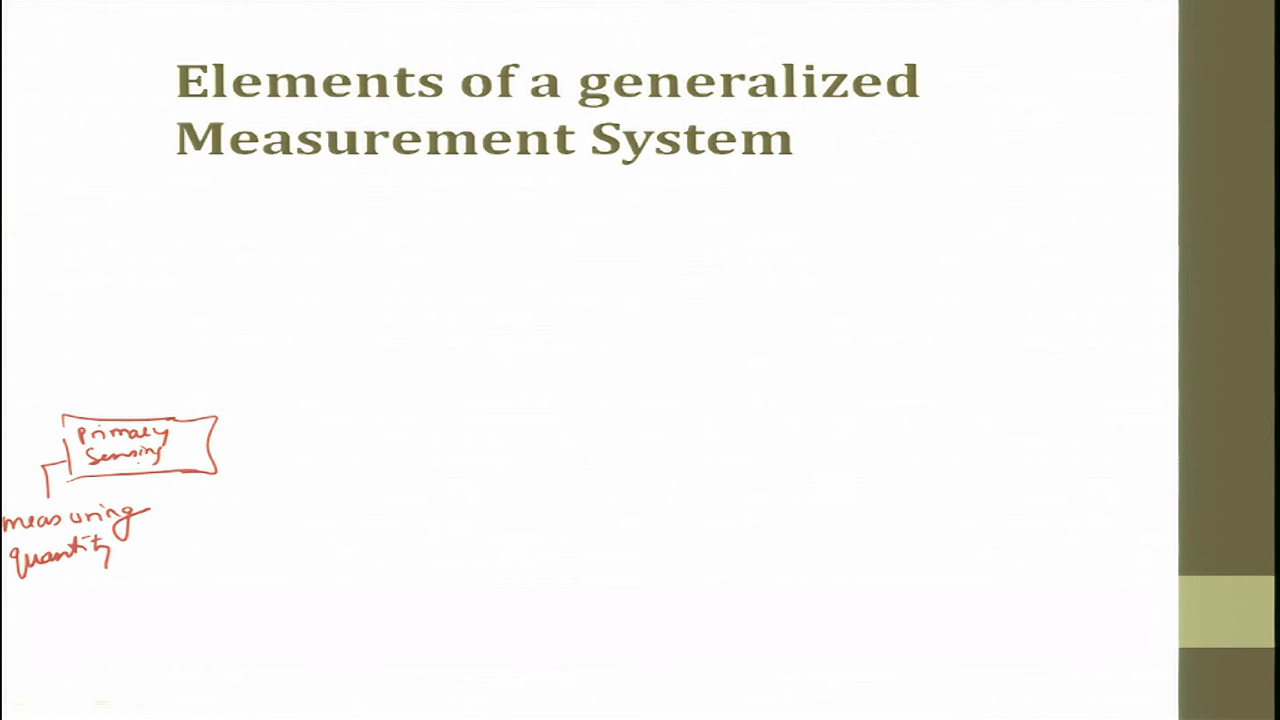 Elements of a generalized
Measurement System
Primary
Sensing
measuring
quantity